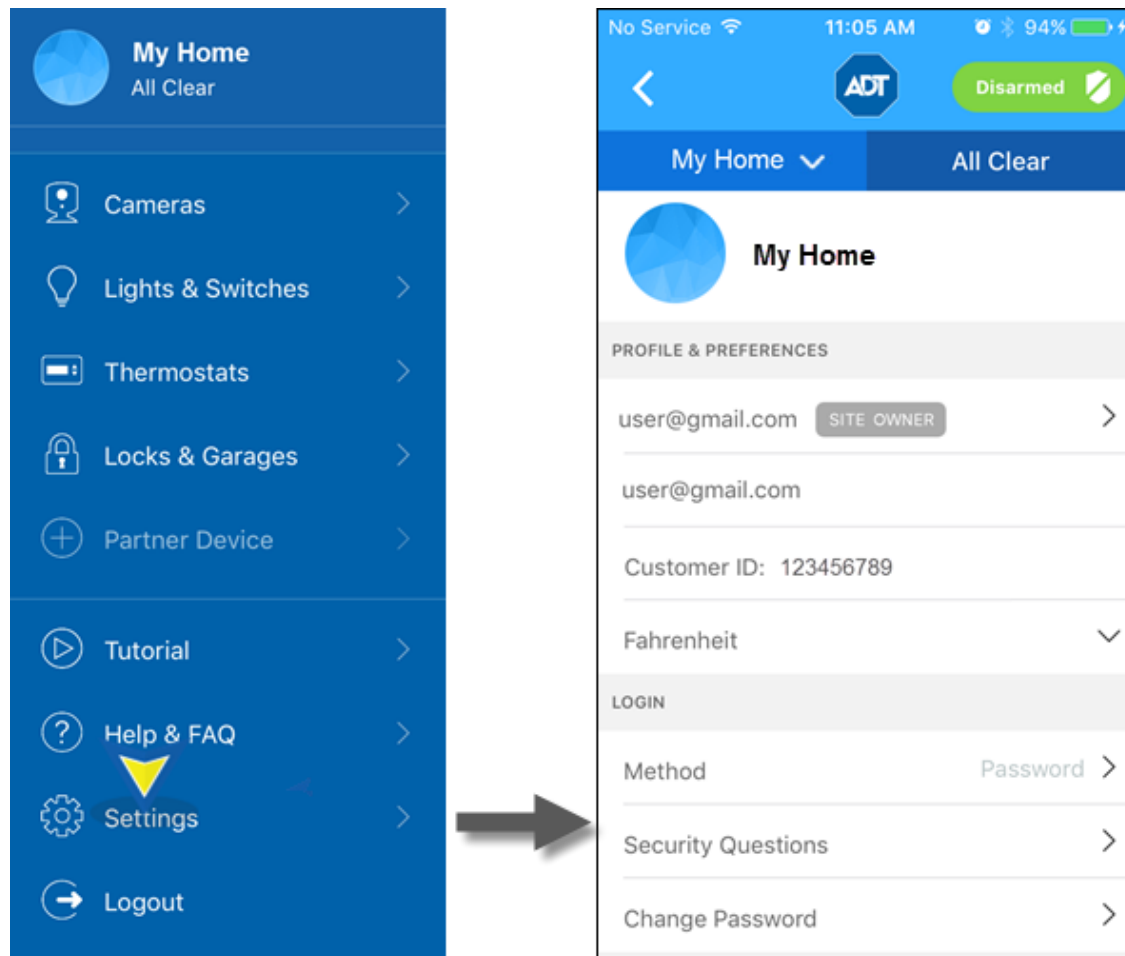 My Home
All Clear
Cameras
Lights & Switches
Thermostats
Locks & Garages
Partner Device
Tutorial
Help & FAQ
Settings
Logout
No Service 11:05 AM 94%
ADT Disarmed
My Home All Clear
My Home
PROFILE & PREFERENCES
user@gmail.com SITE OWNER
user@gmail.com
Customer ID: 123456789
Fahrenheit
LOGIN
Method Password
Security Questions
Change Password